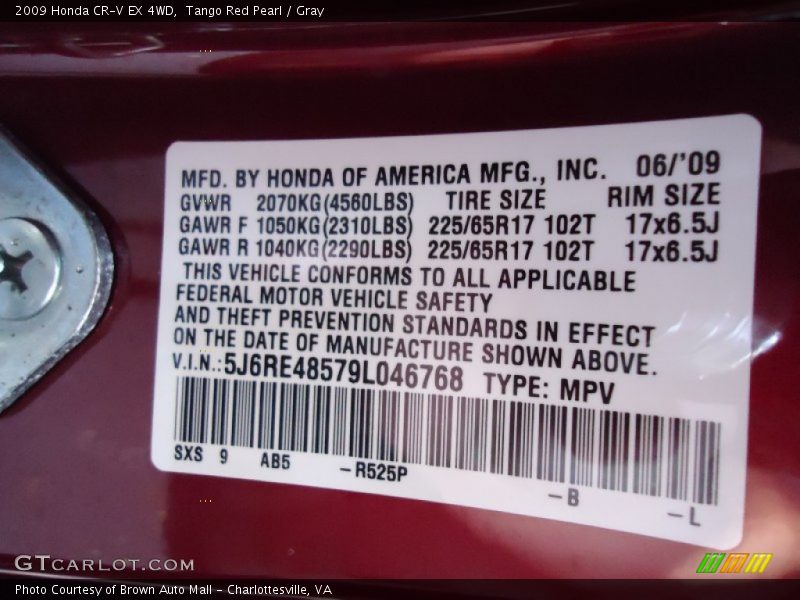 2009 Honda CR-V EX 4WD, Tango Red Pearl / Gray
MFD. BY HONDA OF AMERICA MFG., INC. 06/'09
GVWR 2070KG(4560LBS) TIRE SIZE RIM SIZE
GAWR F 1050KG(2310LBS) 225/65R17 102T 17x6.5J
GAWR R 1040KG(2290LBS) 225/65R17 102T 17x6.5J
THIS VEHICLE CONFORMS TO ALL APPLICABLE
FEDERAL MOTOR VEHICLE SAFETY
AND THEFT PREVENTION STANDARDS IN EFFECT
ON THE DATE OF MANUFACTURE SHOWN ABOVE.
V.I.N.: 5J6RE48579L046768 TYPE: MPV
SXS 9 AB5 -R525P -B -L
GTCARLOT.COM
Photo Courtesy of Brown Auto Mall - Charlottesville, VA